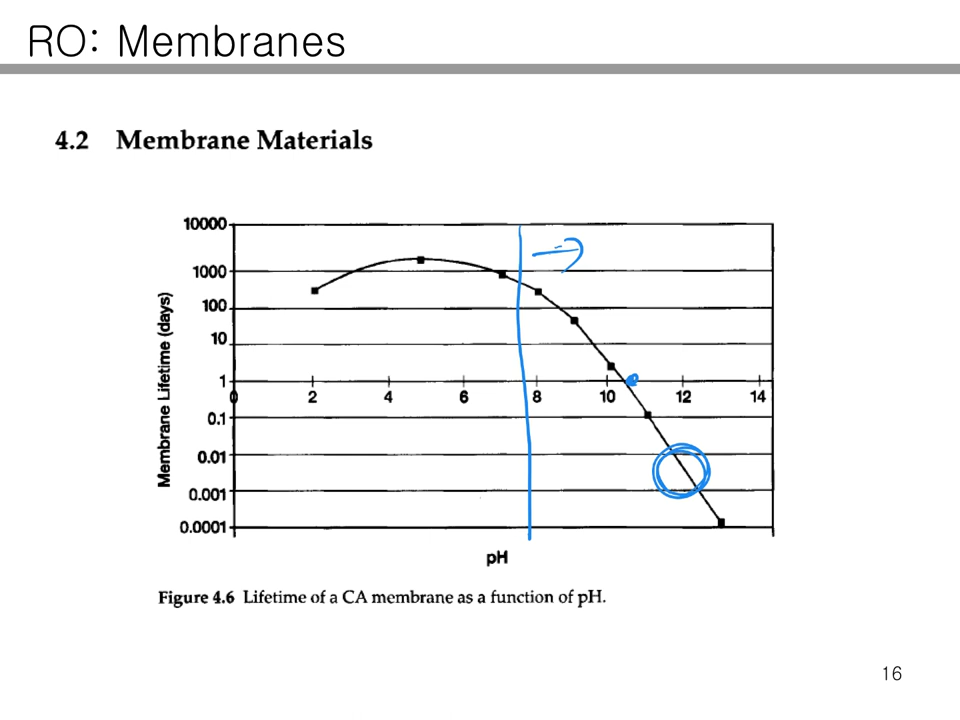 RO: Membranes
4.2 Membrane Materials
10000
1000
100
10
1
0.1
0.01
0.001
0.0001
0 2 4 6 8 10 12 14
Membrane Lifetime (days)
pH
Figure 4.6 Lifetime of a CA membrane as a function of pH.
16